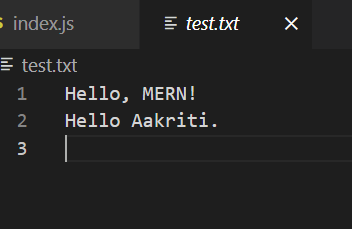 index.js
test.txt
test.txt
1 Hello, MERN!
2 Hello Aakriti.
3